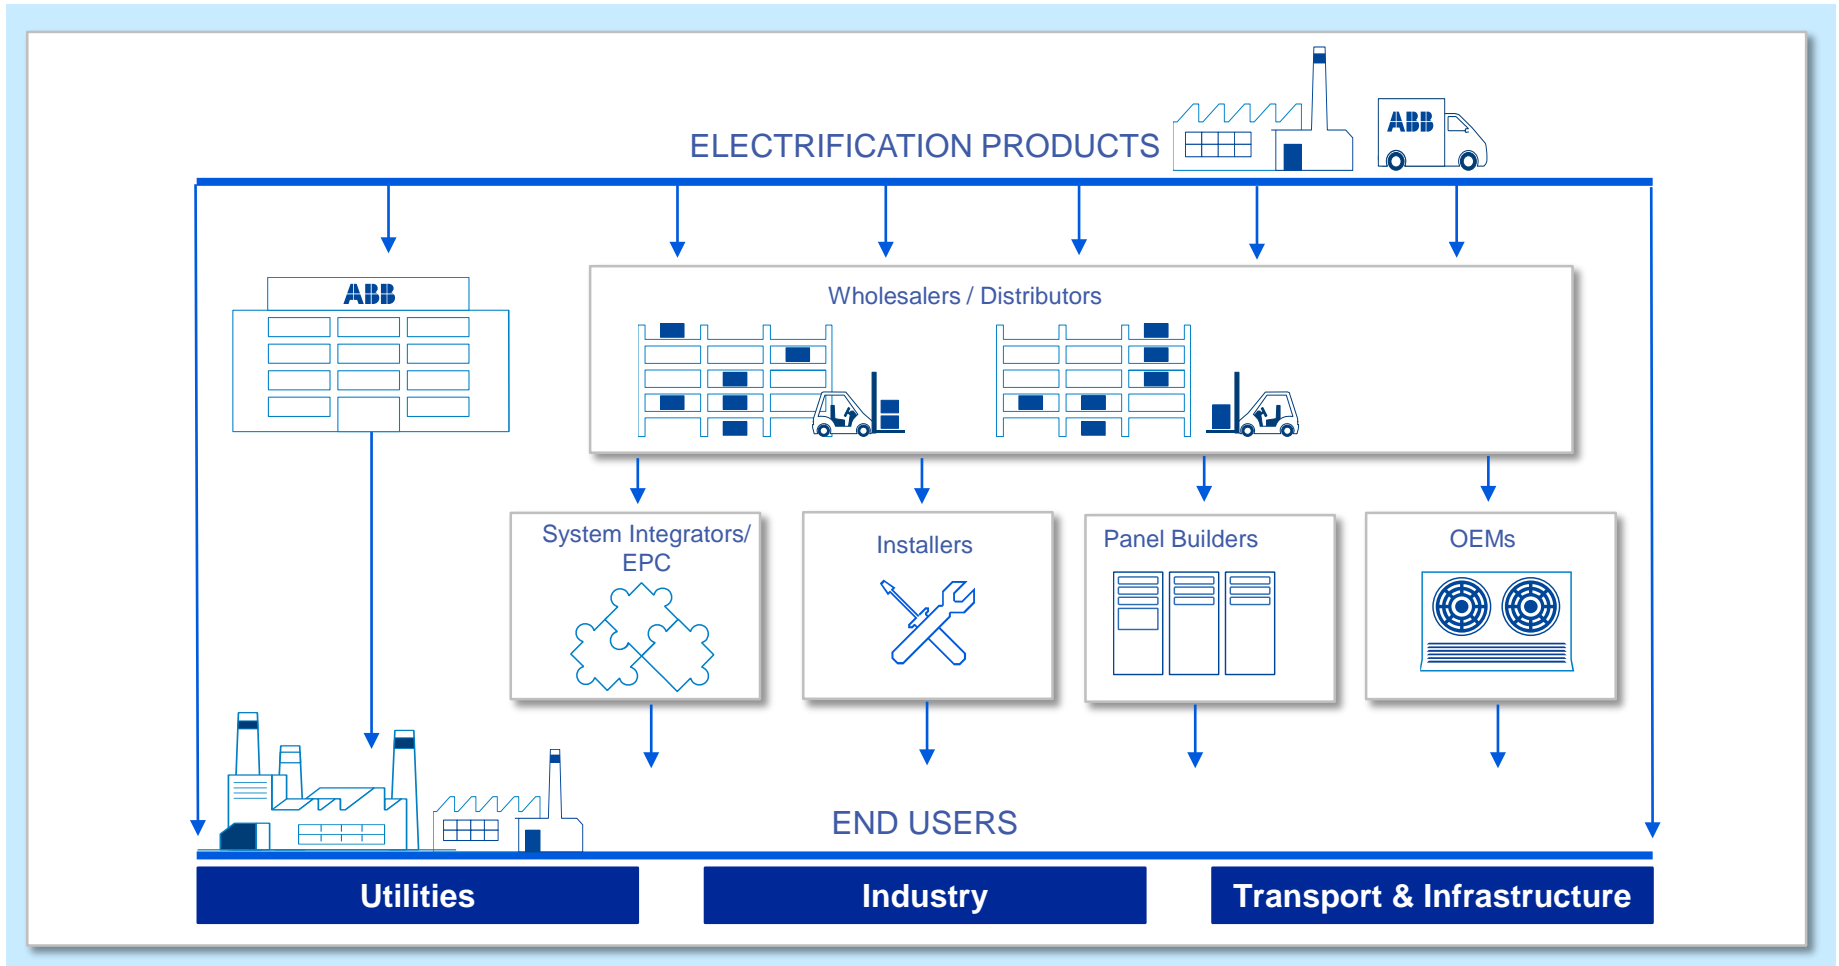 ELECTRIFICATION PRODUCTS
ABB
ABB
Wholesalers / Distributors
System Integrators/
EPC
Installers
Panel Builders
OEMs
END USERS
Utilities
Industry
Transport & Infrastructure